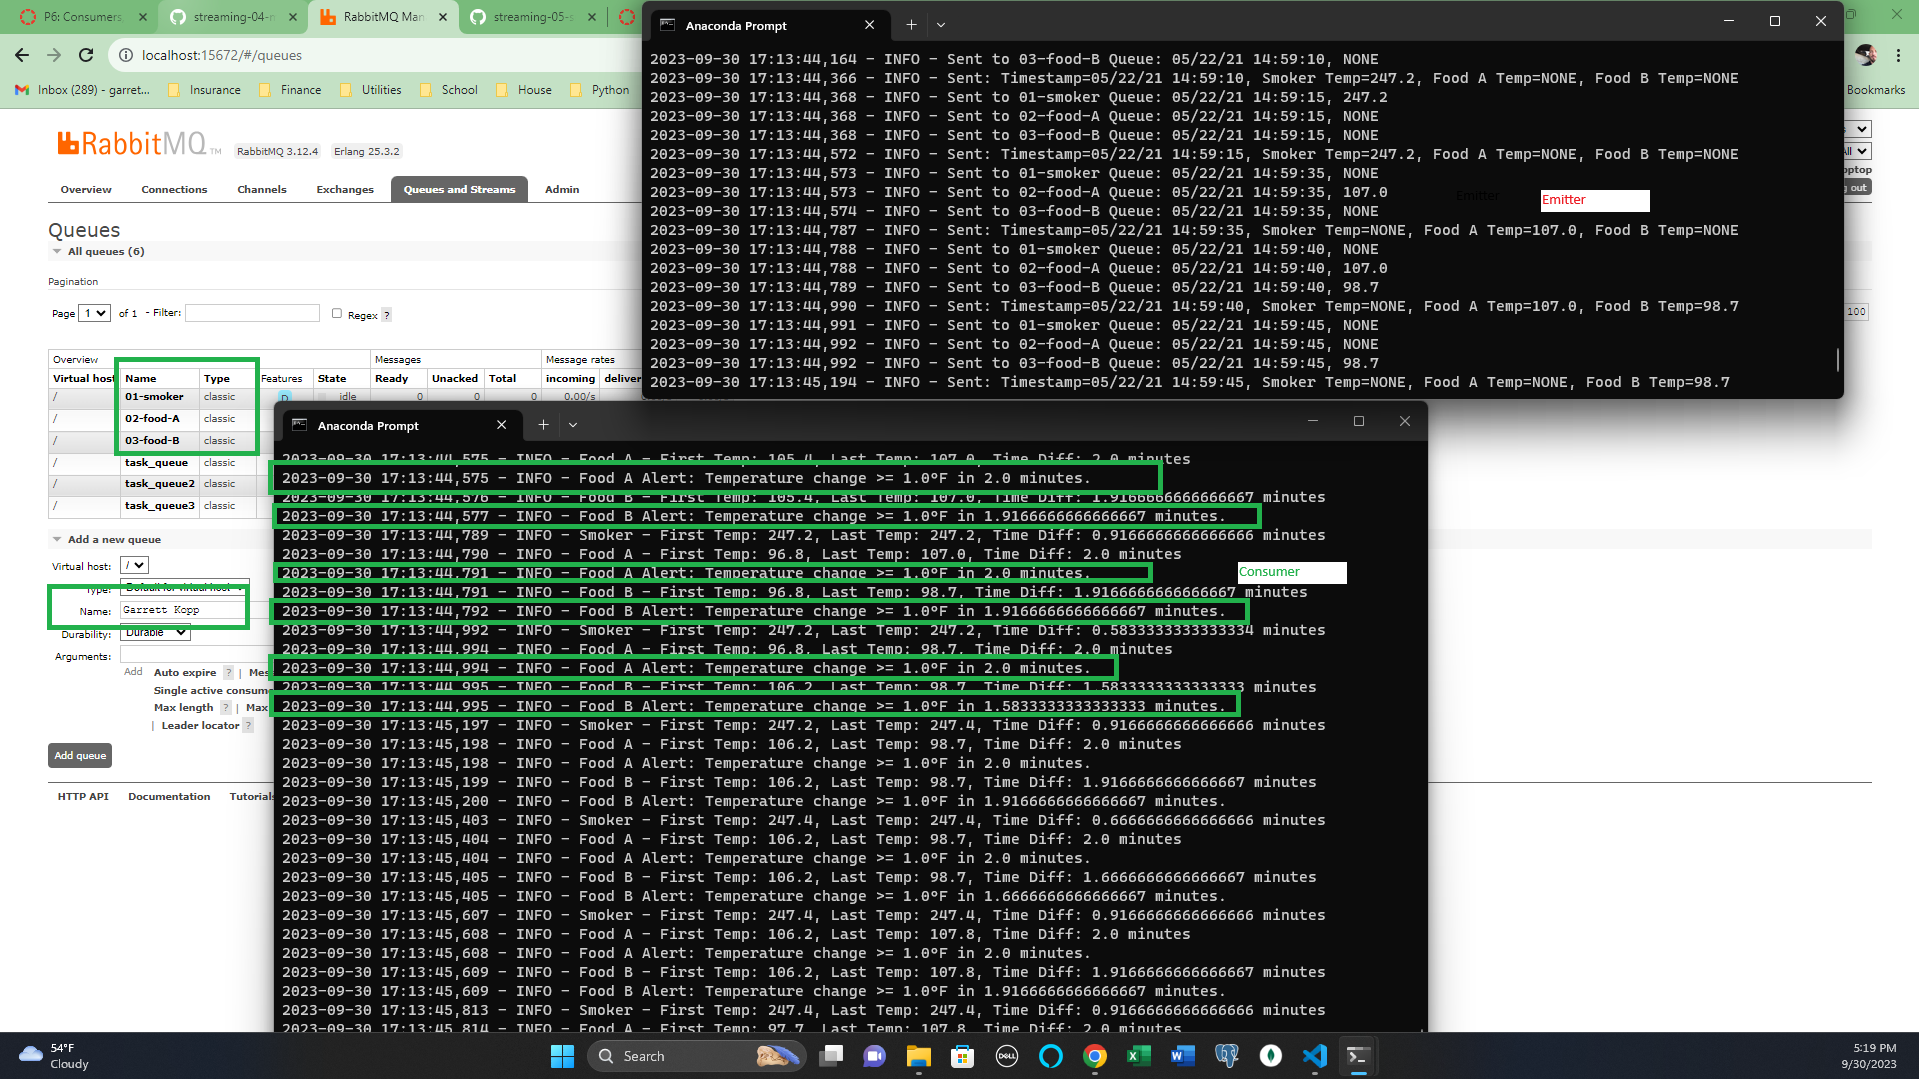 P6: Consumers,
streaming-04-m
RabbitMQ Man
streaming-05-s
localhost:15672/#/queues
Inbox (289) - garret...
Insurance
Finance
Utilities
School
House
Python
Bookmarks
RabbitMQ TM
RabbitMQ 3.12.4
Erlang 25.3.2
Overview
Connections
Channels
Exchanges
Queues and Streams
Admin
Queues
All queues (6)
Pagination
Page 1 of 1 - Filter: Regex ?
100
Overview Messages Message rates
Virtual host Name Type Features State Ready Unacked Total incoming deliver
/ 01-smoker classic D idle 0 0 0 0.00/s
/ 02-food-A classic
/ 03-food-B classic
/ task_queue classic
/ task_queue2 classic
/ task_queue3 classic
Add a new queue
Virtual host: /
Type: Default for virtual host
Name: Garrett Kopp
Durability: Durable
Arguments:
Add Auto expire ? | Mes
Single active consume
Max length ? | Max
| Leader locator ?
Add queue
HTTP API
Documentation
Tutorials
Anaconda Prompt
2023-09-30 17:13:44,164 - INFO - Sent to 03-food-B Queue: 05/22/21 14:59:10, NONE
2023-09-30 17:13:44,366 - INFO - Sent: Timestamp=05/22/21 14:59:10, Smoker Temp=247.2, Food A Temp=NONE, Food B Temp=NONE
2023-09-30 17:13:44,368 - INFO - Sent to 01-smoker Queue: 05/22/21 14:59:15, 247.2
2023-09-30 17:13:44,368 - INFO - Sent to 02-food-A Queue: 05/22/21 14:59:15, NONE
2023-09-30 17:13:44,368 - INFO - Sent to 03-food-B Queue: 05/22/21 14:59:15, NONE
2023-09-30 17:13:44,572 - INFO - Sent: Timestamp=05/22/21 14:59:15, Smoker Temp=247.2, Food A Temp=NONE, Food B Temp=NONE
2023-09-30 17:13:44,573 - INFO - Sent to 01-smoker Queue: 05/22/21 14:59:35, NONE
2023-09-30 17:13:44,573 - INFO - Sent to 02-food-A Queue: 05/22/21 14:59:35, 107.0
2023-09-30 17:13:44,574 - INFO - Sent to 03-food-B Queue: 05/22/21 14:59:35, NONE
2023-09-30 17:13:44,787 - INFO - Sent: Timestamp=05/22/21 14:59:35, Smoker Temp=NONE, Food A Temp=107.0, Food B Temp=NONE
2023-09-30 17:13:44,788 - INFO - Sent to 01-smoker Queue: 05/22/21 14:59:40, NONE
2023-09-30 17:13:44,788 - INFO - Sent to 02-food-A Queue: 05/22/21 14:59:40, 107.0
2023-09-30 17:13:44,789 - INFO - Sent to 03-food-B Queue: 05/22/21 14:59:40, 98.7
2023-09-30 17:13:44,990 - INFO - Sent: Timestamp=05/22/21 14:59:40, Smoker Temp=NONE, Food A Temp=107.0, Food B Temp=98.7
2023-09-30 17:13:44,991 - INFO - Sent to 01-smoker Queue: 05/22/21 14:59:45, NONE
2023-09-30 17:13:44,992 - INFO - Sent to 02-food-A Queue: 05/22/21 14:59:45, NONE
2023-09-30 17:13:44,992 - INFO - Sent to 03-food-B Queue: 05/22/21 14:59:45, 98.7
2023-09-30 17:13:45,194 - INFO - Sent: Timestamp=05/22/21 14:59:45, Smoker Temp=NONE, Food A Temp=NONE, Food B Temp=98.7
Emitter
Emitter
Anaconda Prompt
2023-09-30 17:13:44,575 - INFO - Food A - First Temp: 105.4, Last Temp: 107.0, Time Diff: 2.0 minutes
2023-09-30 17:13:44,575 - INFO - Food A Alert: Temperature change >= 1.0°F in 2.0 minutes.
2023-09-30 17:13:44,576 - INFO - Food B - First Temp: 105.4, Last Temp: 107.0, Time Diff: 1.9166666666666667 minutes
2023-09-30 17:13:44,577 - INFO - Food B Alert: Temperature change >= 1.0°F in 1.9166666666666667 minutes.
2023-09-30 17:13:44,789 - INFO - Smoker - First Temp: 247.2, Last Temp: 247.2, Time Diff: 0.9166666666666666 minutes
2023-09-30 17:13:44,790 - INFO - Food A - First Temp: 96.8, Last Temp: 107.0, Time Diff: 2.0 minutes
2023-09-30 17:13:44,791 - INFO - Food A Alert: Temperature change >= 1.0°F in 2.0 minutes.
2023-09-30 17:13:44,791 - INFO - Food B - First Temp: 96.8, Last Temp: 98.7, Time Diff: 1.9166666666666667 minutes
2023-09-30 17:13:44,792 - INFO - Food B Alert: Temperature change >= 1.0°F in 1.9166666666666667 minutes.
2023-09-30 17:13:44,992 - INFO - Smoker - First Temp: 247.2, Last Temp: 247.2, Time Diff: 0.5833333333333334 minutes
2023-09-30 17:13:44,994 - INFO - Food A - First Temp: 96.8, Last Temp: 98.7, Time Diff: 2.0 minutes
2023-09-30 17:13:44,994 - INFO - Food A Alert: Temperature change >= 1.0°F in 2.0 minutes.
2023-09-30 17:13:44,995 - INFO - Food B - First Temp: 106.2, Last Temp: 98.7, Time Diff: 1.5833333333333333 minutes
2023-09-30 17:13:44,995 - INFO - Food B Alert: Temperature change >= 1.0°F in 1.5833333333333333 minutes.
2023-09-30 17:13:45,197 - INFO - Smoker - First Temp: 247.2, Last Temp: 247.4, Time Diff: 0.9166666666666666 minutes
2023-09-30 17:13:45,198 - INFO - Food A - First Temp: 106.2, Last Temp: 98.7, Time Diff: 2.0 minutes
2023-09-30 17:13:45,198 - INFO - Food A Alert: Temperature change >= 1.0°F in 2.0 minutes.
2023-09-30 17:13:45,199 - INFO - Food B - First Temp: 106.2, Last Temp: 98.7, Time Diff: 1.9166666666666667 minutes
2023-09-30 17:13:45,200 - INFO - Food B Alert: Temperature change >= 1.0°F in 1.9166666666666667 minutes.
2023-09-30 17:13:45,403 - INFO - Smoker - First Temp: 247.4, Last Temp: 247.4, Time Diff: 0.6666666666666666 minutes
2023-09-30 17:13:45,404 - INFO - Food A - First Temp: 106.2, Last Temp: 98.7, Time Diff: 2.0 minutes
2023-09-30 17:13:45,404 - INFO - Food A Alert: Temperature change >= 1.0°F in 2.0 minutes.
2023-09-30 17:13:45,405 - INFO - Food B - First Temp: 106.2, Last Temp: 98.7, Time Diff: 1.6666666666666667 minutes
2023-09-30 17:13:45,405 - INFO - Food B Alert: Temperature change >= 1.0°F in 1.6666666666666667 minutes.
2023-09-30 17:13:45,607 - INFO - Smoker - First Temp: 247.4, Last Temp: 247.4, Time Diff: 0.9166666666666666 minutes
2023-09-30 17:13:45,608 - INFO - Food A - First Temp: 106.2, Last Temp: 107.8, Time Diff: 2.0 minutes
2023-09-30 17:13:45,608 - INFO - Food A Alert: Temperature change >= 1.0°F in 2.0 minutes.
2023-09-30 17:13:45,609 - INFO - Food B - First Temp: 106.2, Last Temp: 107.8, Time Diff: 1.9166666666666667 minutes
2023-09-30 17:13:45,609 - INFO - Food B Alert: Temperature change >= 1.0°F in 1.9166666666666667 minutes.
2023-09-30 17:13:45,813 - INFO - Smoker - First Temp: 247.4, Last Temp: 247.4, Time Diff: 0.9166666666666666 minutes
2023-09-30 17:13:45,814 - INFO - Food A - First Temp: 97.7, Last Temp: 107.8, Time Diff: 2.0 minutes
Consumer
54°F
Cloudy
Search
DELL
5:19 PM
9/30/2023